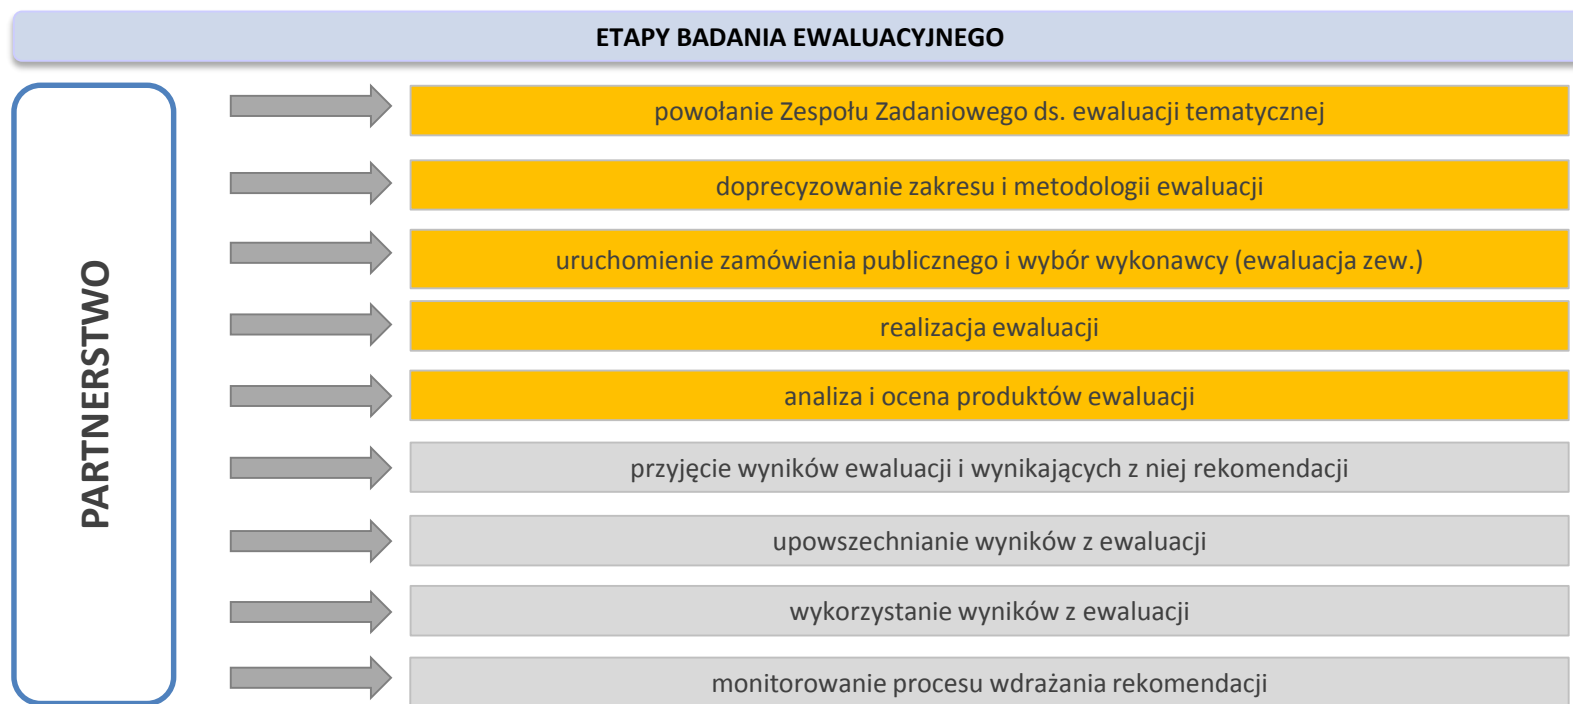 ETAPY BADANIA EWALUACYJNEGO
PARTNERSTWO
powołanie Zespołu Zadaniowego ds. ewaluacji tematycznej
doprecyzowanie zakresu i metodologii ewaluacji
uruchomienie zamówienia publicznego i wybór wykonawcy (ewaluacja zew.)
realizacja ewaluacji
analiza i ocena produktów ewaluacji
przyjęcie wyników ewaluacji i wynikających z niej rekomendacji
upowszechnianie wyników z ewaluacji
wykorzystanie wyników z ewaluacji
monitorowanie procesu wdrażania rekomendacji